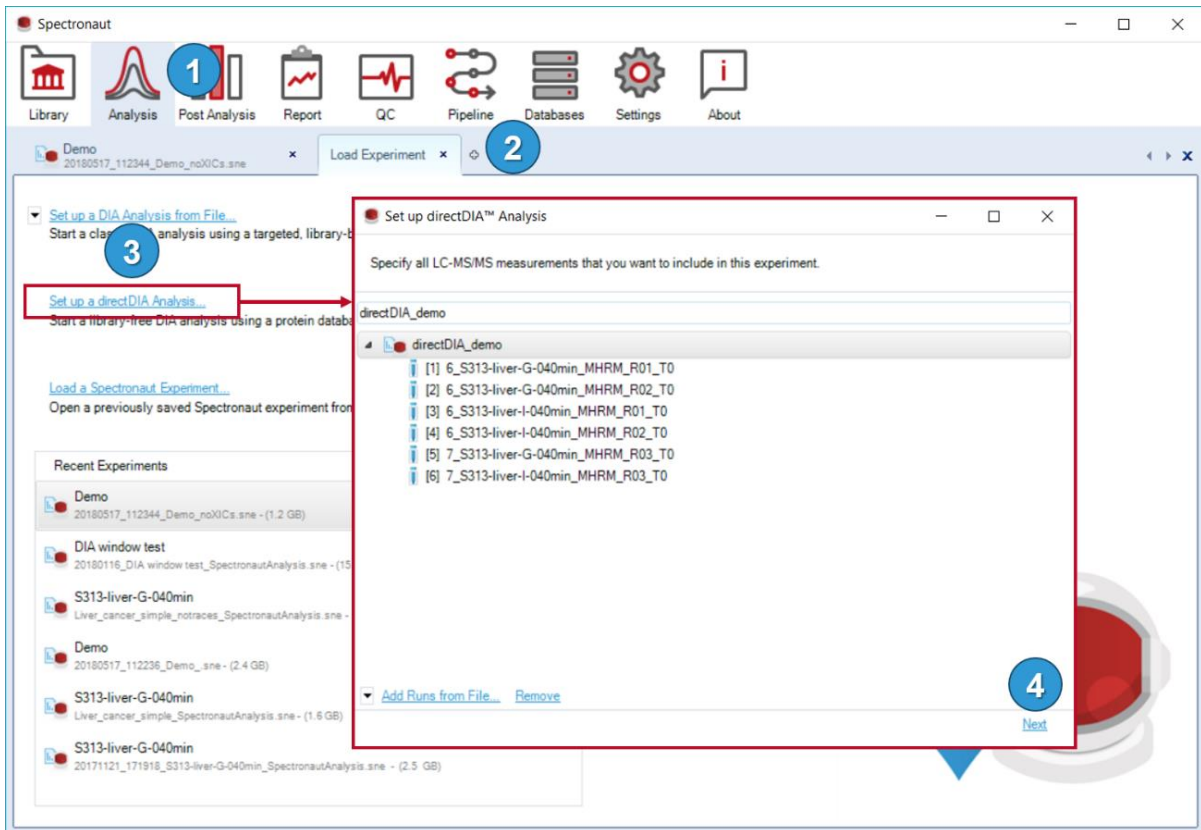 Spectronaut
1
Library Analysis Post Analysis Report QC Pipeline Databases Settings About
Demo
20180517_112344_Demo_noXICs.sne
Load Experiment
2
Set up a DIA Analysis from File...
Start a clas analysis using a targeted, library-b
3
Set up a directDIA Analysis...
Start a library-free DIA analysis using a protein databa
Load a Spectronaut Experiment...
Open a previously saved Spectronaut experiment from
Recent Experiments
Demo
20180517_112344_Demo_noXICs.sne - (1.2 GB)
DIA window test
20180116_DIA window test_SpectronautAnalysis.sne - (15
S313-liver-G-040min
Liver_cancer_simple_notraces_SpectronautAnalysis.sne -
Demo
20180517_112236_Demo_.sne - (2.4 GB)
S313-liver-G-040min
Liver_cancer_simple_SpectronautAnalysis.sne - (1.6 GB)
S313-liver-G-040min
20171121_171918_S313-liver-G-040min_SpectronautAnalysis.sne - (2.5 GB)
Set up directDIA™ Analysis
Specify all LC-MS/MS measurements that you want to include in this experiment.
directDIA_demo
directDIA_demo
[1] 6_S313-liver-G-040min_MHRM_R01_T0
[2] 6_S313-liver-G-040min_MHRM_R02_T0
[3] 6_S313-liver-I-040min_MHRM_R01_T0
[4] 6_S313-liver-I-040min_MHRM_R02_T0
[5] 7_S313-liver-G-040min_MHRM_R03_T0
[6] 7_S313-liver-I-040min_MHRM_R03_T0
Add Runs from File... Remove
4
Next